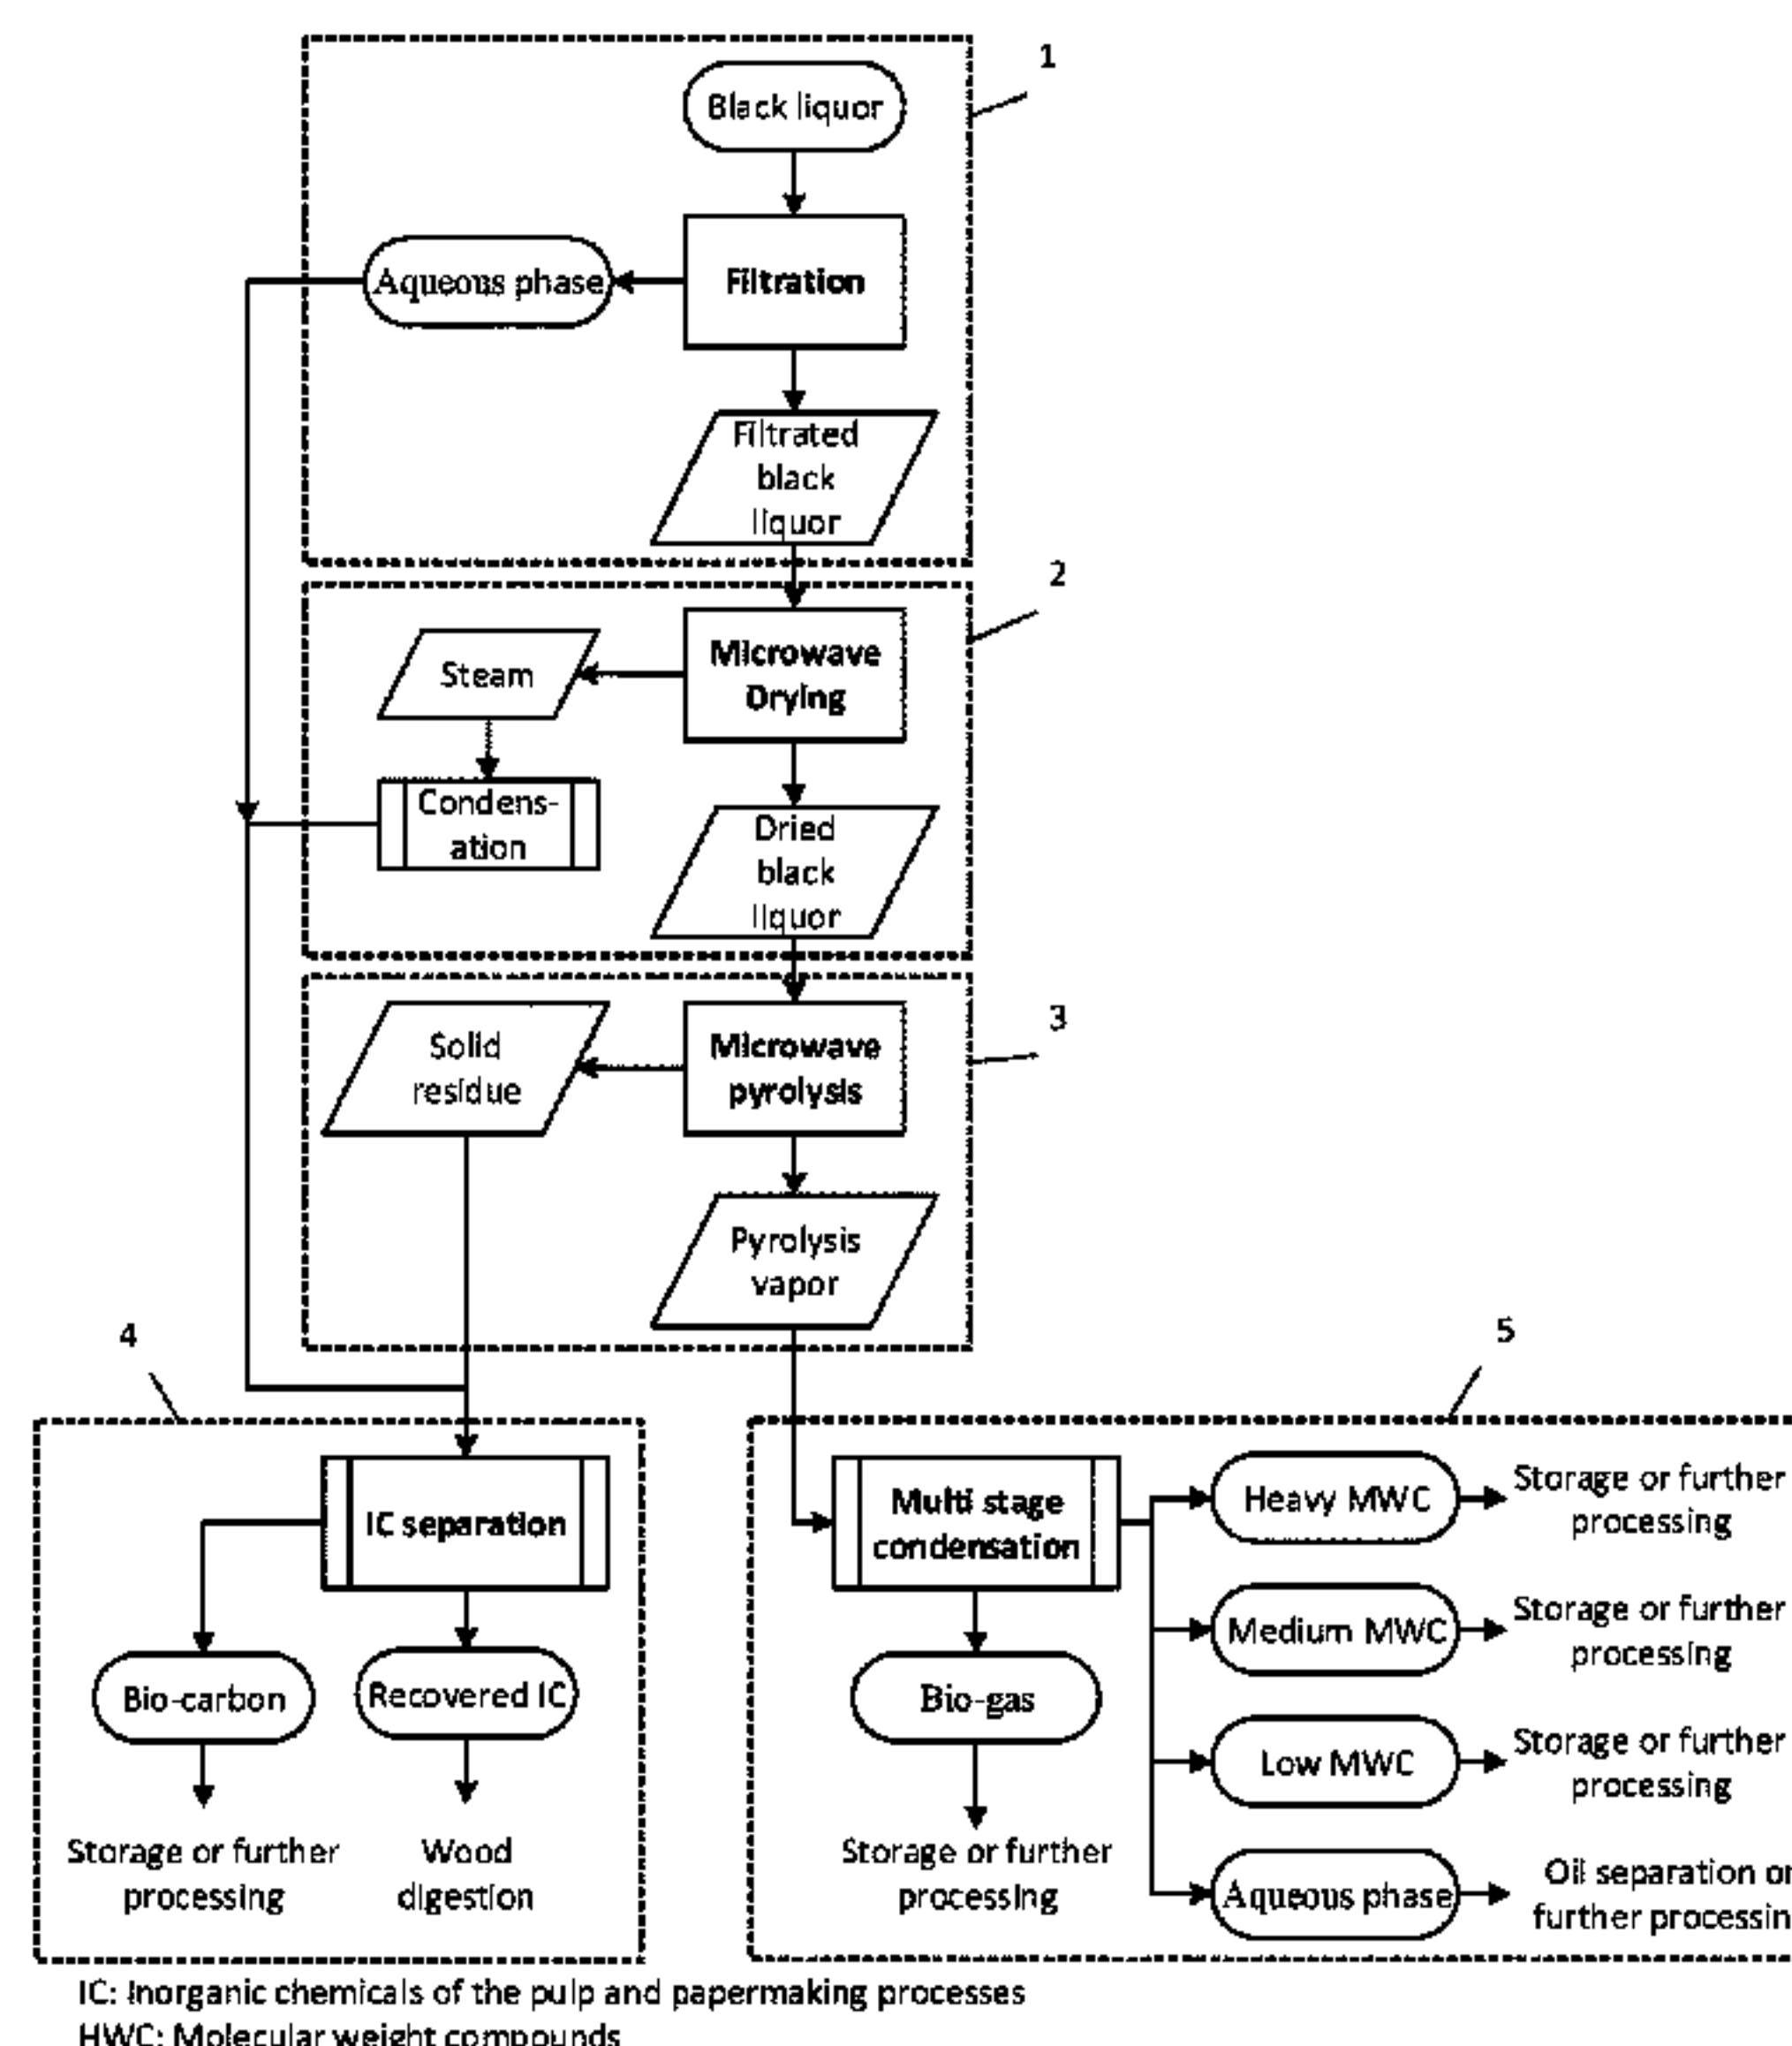 1
Black liquor
Aqueous phase
Filtration
Filtrated
black
liquor
2
Microwave
Drying
Steam
Condens-
ation
Dried
black
liquor
3
Solid
residue
Microwave
pyrolysis
Pyrolysis
vapor
4
5
IC separation
Bio-carbon
Recovered IC
Storage or further
processing
Wood
digestion
Multi stage
condensation
Bio-gas
Storage or further
processing
Heavy MWC
Storage or further
processing
Medium MWC
Storage or further
processing
Low MWC
Storage or further
processing
Aqueous phase
Oil separation or
further processin
IC: Inorganic chemicals of the pulp and papermaking processes
HWC: Molecular weight compounds